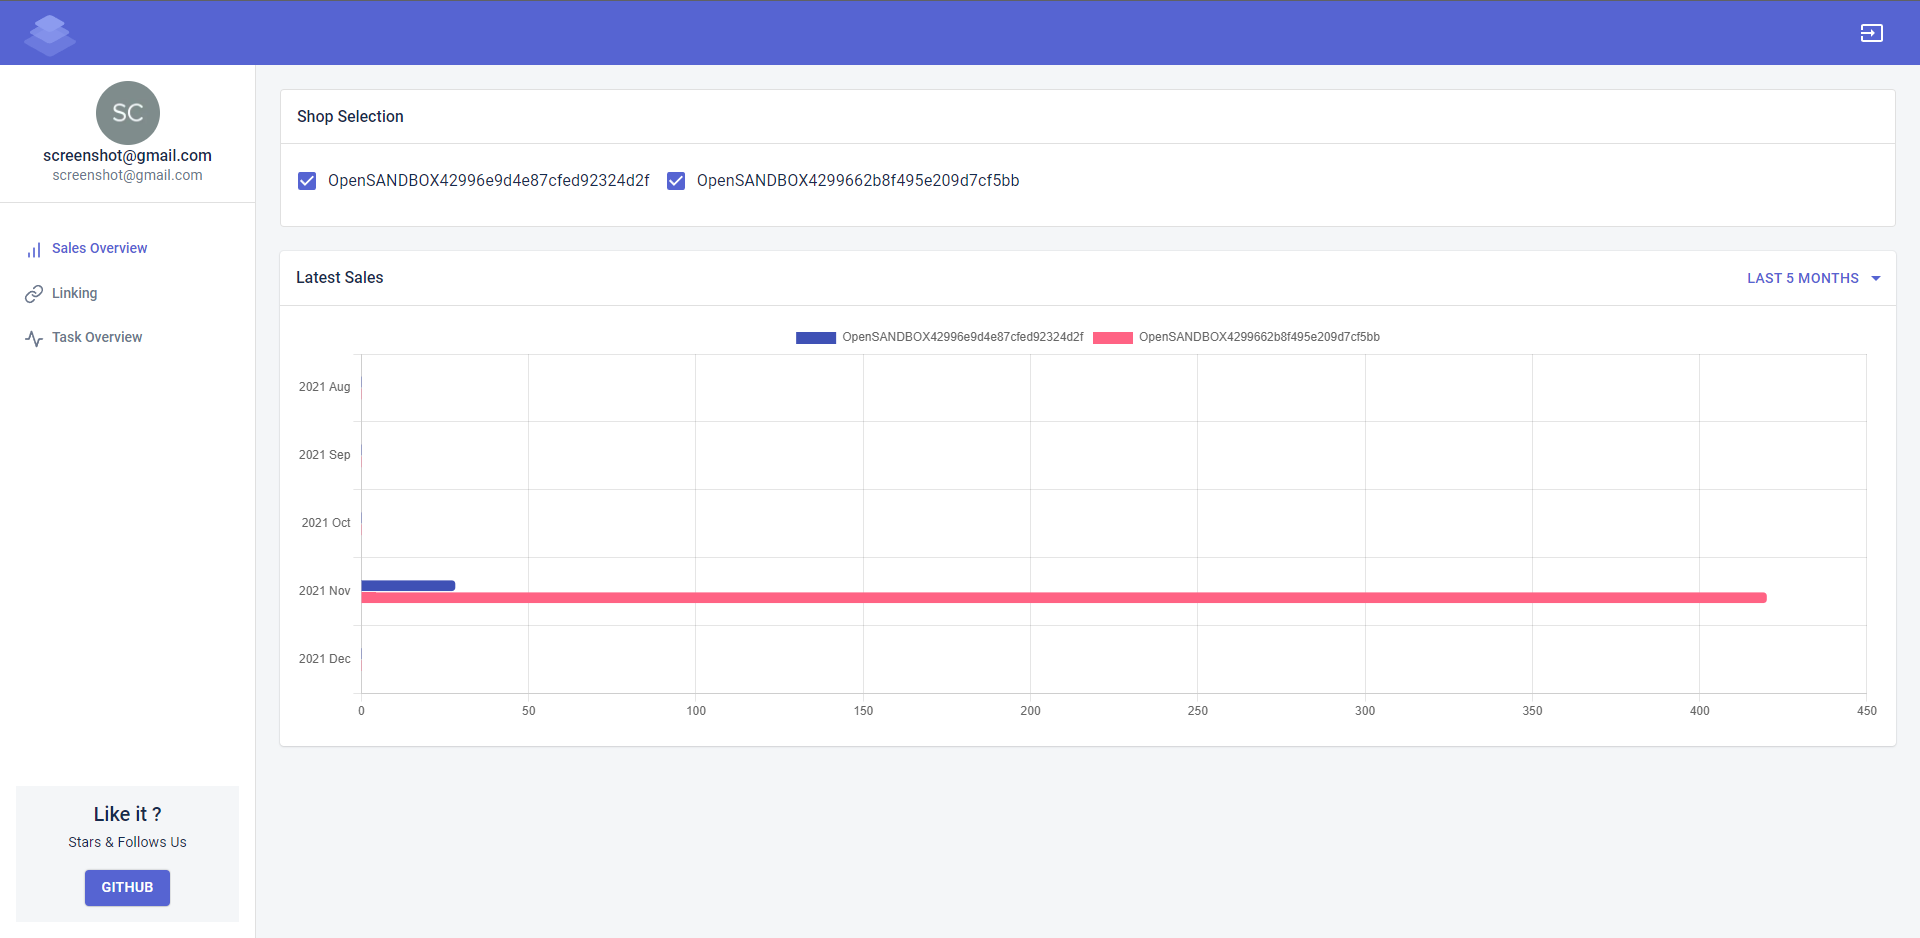 SC
screenshot@gmail.com
screenshot@gmail.com
Sales Overview
Linking
Task Overview
Like it ?
Stars & Follows Us
GITHUB
Shop Selection
OpenSANDBOX42996e9d4e87cfed92324d2f OpenSANDBOX4299662b8f495e209d7cf5bb
Latest Sales LAST 5 MONTHS
OpenSANDBOX42996e9d4e87cfed92324d2f OpenSANDBOX4299662b8f495e209d7cf5bb
2021 Aug
2021 Sep
2021 Oct
2021 Nov
2021 Dec
0 50 100 150 200 250 300 350 400 450